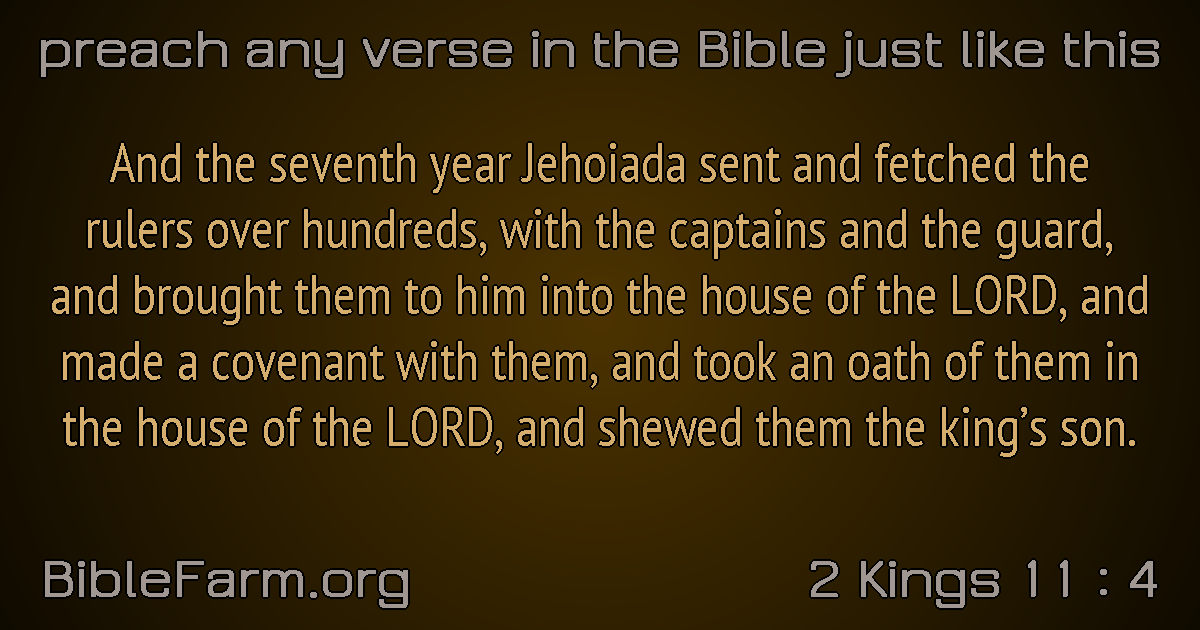 preach any verse in the Bible just like this
And the seventh year Jehoiada sent and fetched the
rulers over hundreds, with the captains and the guard,
and brought them to him into the house of the LORD, and
made a covenant with them, and took an oath of them in
the house of the LORD, and shewed them the king’s son.
BibleFarm.org
2 Kings 11 : 4